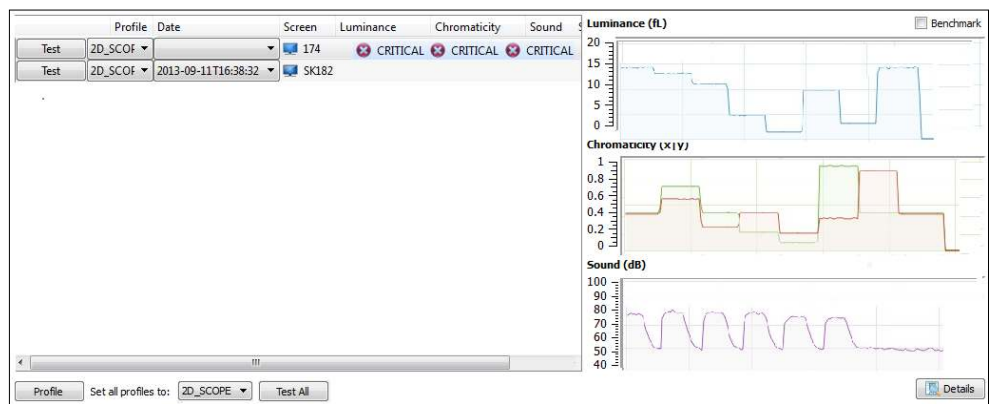 Profile Date Screen Luminance Chromaticity Sound
Test 2D_SCOF 174 CRITICAL CRITICAL CRITICAL
Test 2D_SCOF 2013-09-11T16:38:32 SK182
Profile Set all profiles to: 2D_SCOPE Test All
Luminance (fL) Benchmark
20
15
10
5
0
Chromaticity (x|y)
1
0.8
0.6
0.4
0.2
0
Sound (dB)
100
90
80
70
60
50
40
Details